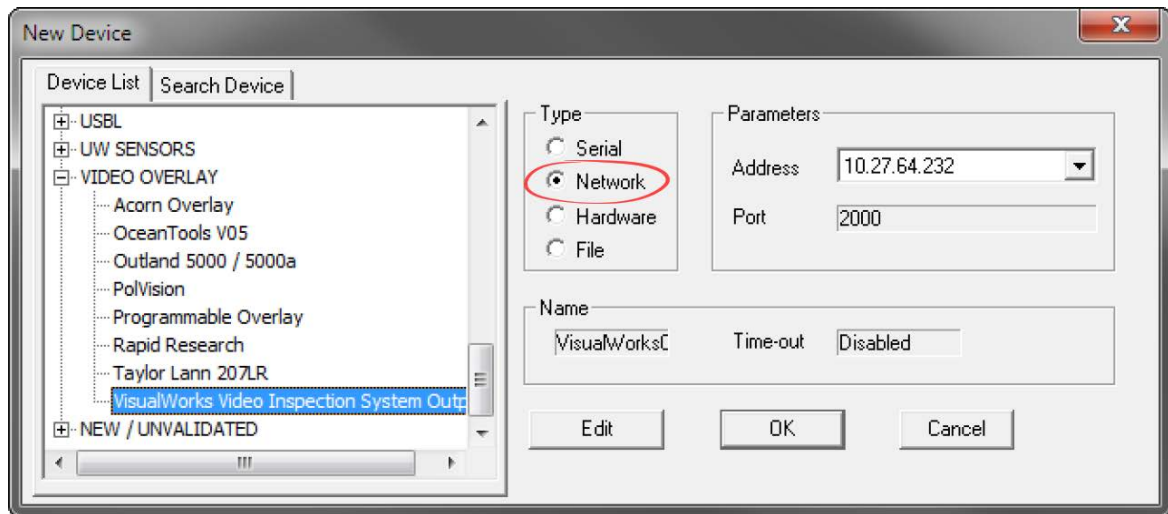 New Device
Device List
Search Device
USBL
UW SENSORS
VIDEO OVERLAY
Acorn Overlay
OceanTools V05
Outland 5000 / 5000a
PolVision
Programmable Overlay
Rapid Research
Taylor Lann 207LR
VisualWorks Video Inspection System Outp
NEW / UNVALIDATED
Type
Serial
Network
Hardware
File
Parameters
Address
10.27.64.232
Port
2000
Name
VisualWorksO
Time-out
Disabled
Edit
OK
Cancel